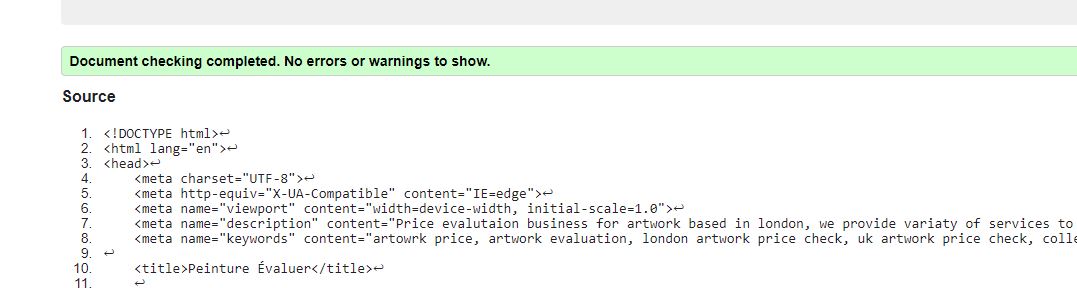 Document checking completed. No errors or warnings to show.
Source
1. <!DOCTYPE html>↩
2. <html lang="en">↩
3. <head>↩
4. <meta charset="UTF-8">↩
5. <meta http-equiv="X-UA-Compatible" content="IE=edge">↩
6. <meta name="viewport" content="width=device-width, initial-scale=1.0">↩
7. <meta name="description" content="Price evalutaion business for artwork based in london, we provide variaty of services to
8. <meta name="keywords" content="artowrk price, artwork evaluation, london artwork price check, uk artwork price check, colle
9. ↩
10. <title>Peinture Évaluer</title>↩
11. ↩